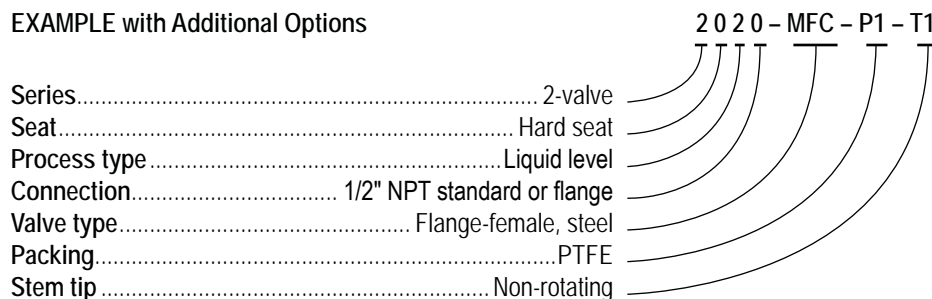 EXAMPLE with Additional Options 2 0 2 0 – MFC – P1 – T1
Series............................................................................ 2-valve
Seat........................................................................... Hard seat
Process type..........................................................Liquid level
Connection.................................. 1/2" NPT standard or flange
Valve type................................................ Flange-female, steel
Packing............................................................................PTFE
Stem tip ................................................................ Non-rotating